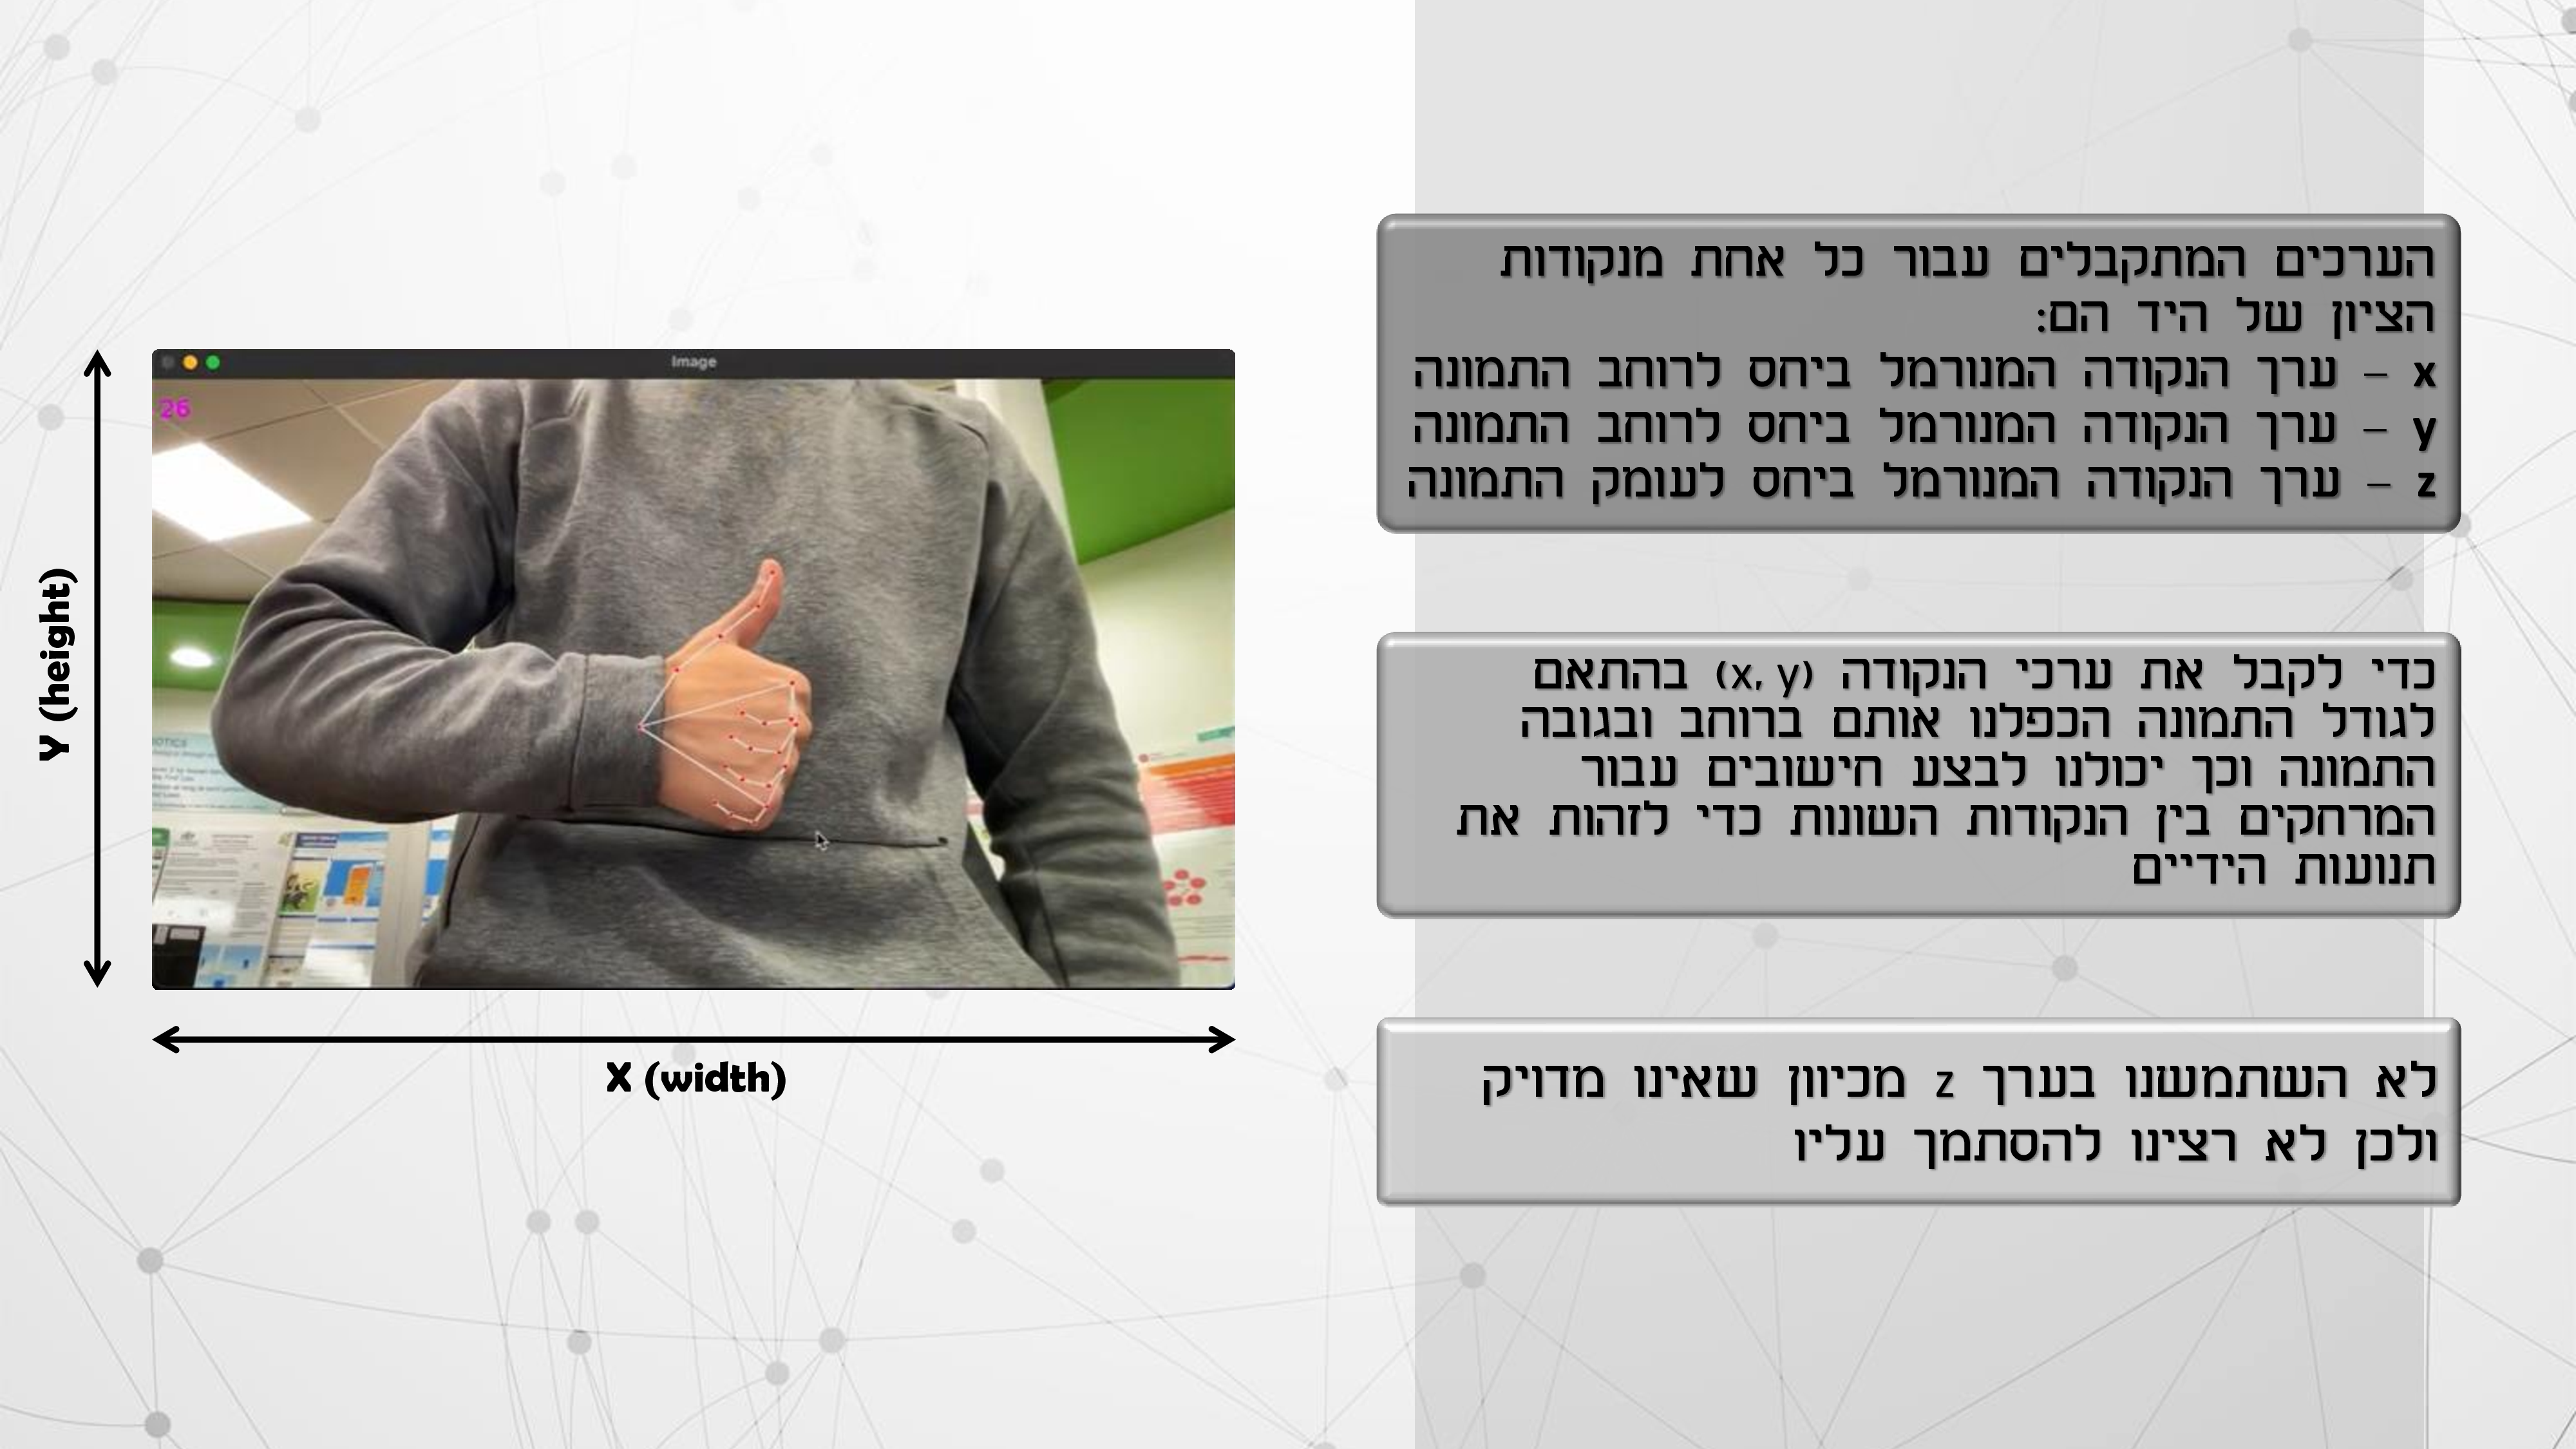 הערכים המתקבלים עבור כל אחת מנקודות
הציון של היד הם:
x – ערך הנקודה המנורמל ביחס לרוחב התמונה
y – ערך הנקודה המנורמל ביחס לרוחב התמונה
z – ערך הנקודה המנורמל ביחס לעומק התמונה
כדי לקבל את ערכי הנקודה (x, y) בהתאם
לגודל התמונה הכפלנו אותם ברוחב ובגובה
התמונה וכך יכולנו לבצע חישובים עבור
המרחקים בין הנקודות השונות כדי לזהות את
תנועות הידיים
לא השתמשנו בערך z מכיוון שאינו מדויק
ולכן לא רצינו להסתמך עליו
Image
26
Y (height)
X (width)